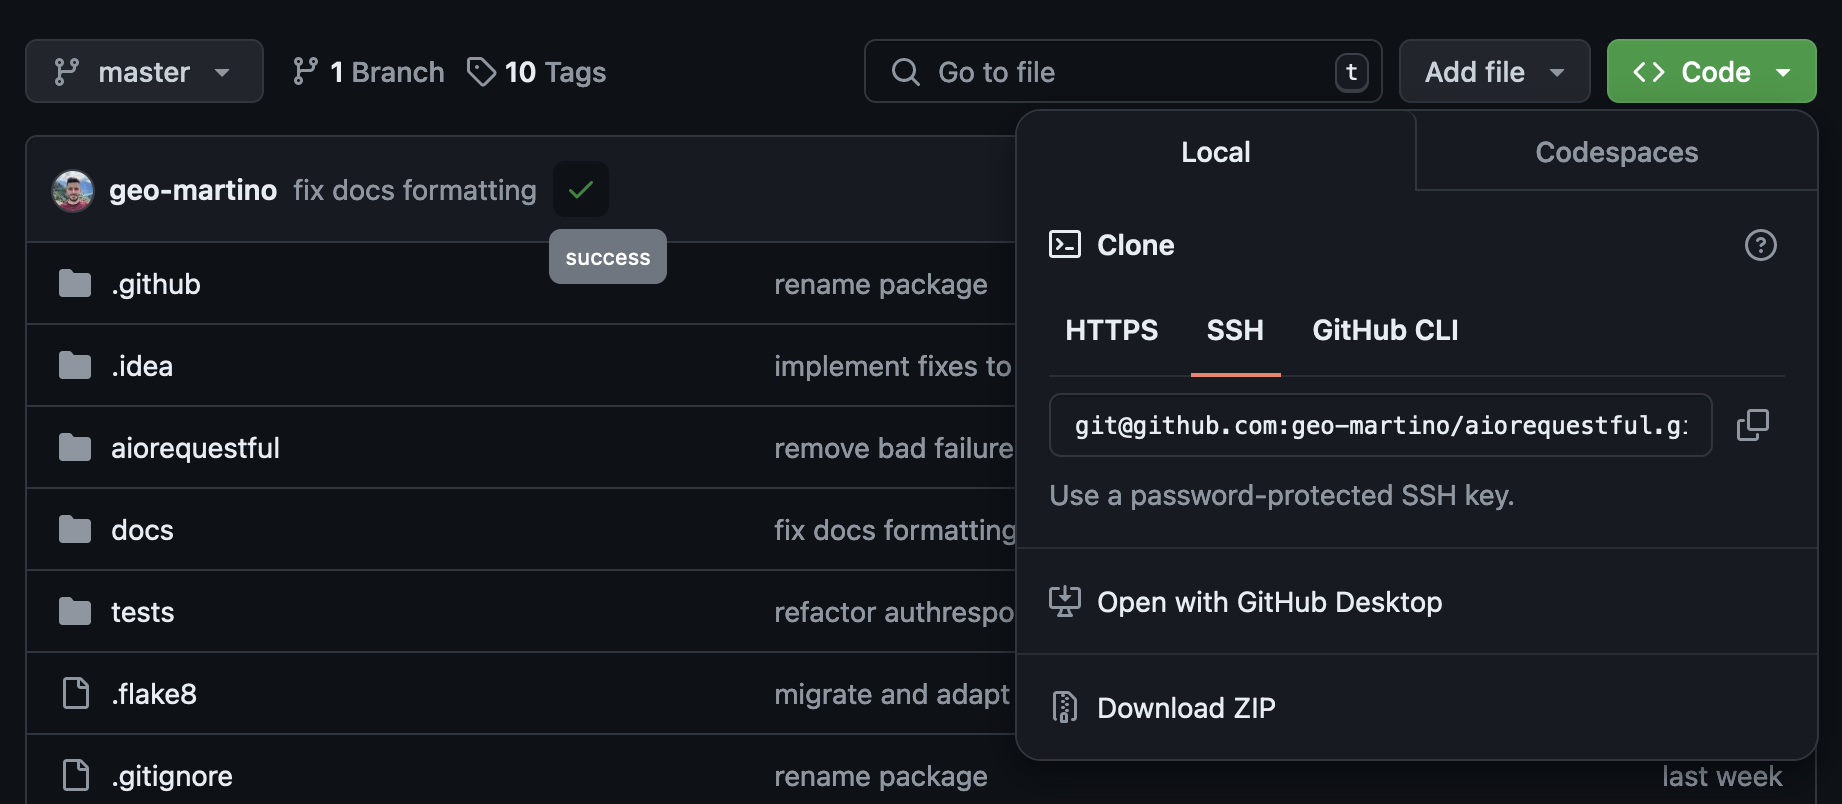 master 1 Branch 10 Tags Go to file t Add file Code
Local Codespaces
geo-martino fix docs formatting
success
Clone
.github rename package
HTTPS SSH GitHub CLI
.idea implement fixes to
git@github.com:geo-martino/aiorequestful.gi
aiorequestful remove bad failure
Use a password-protected SSH key.
docs fix docs formatting
Open with GitHub Desktop
tests refactor authrespo
.flake8 migrate and adapt
Download ZIP
.gitignore rename package last week